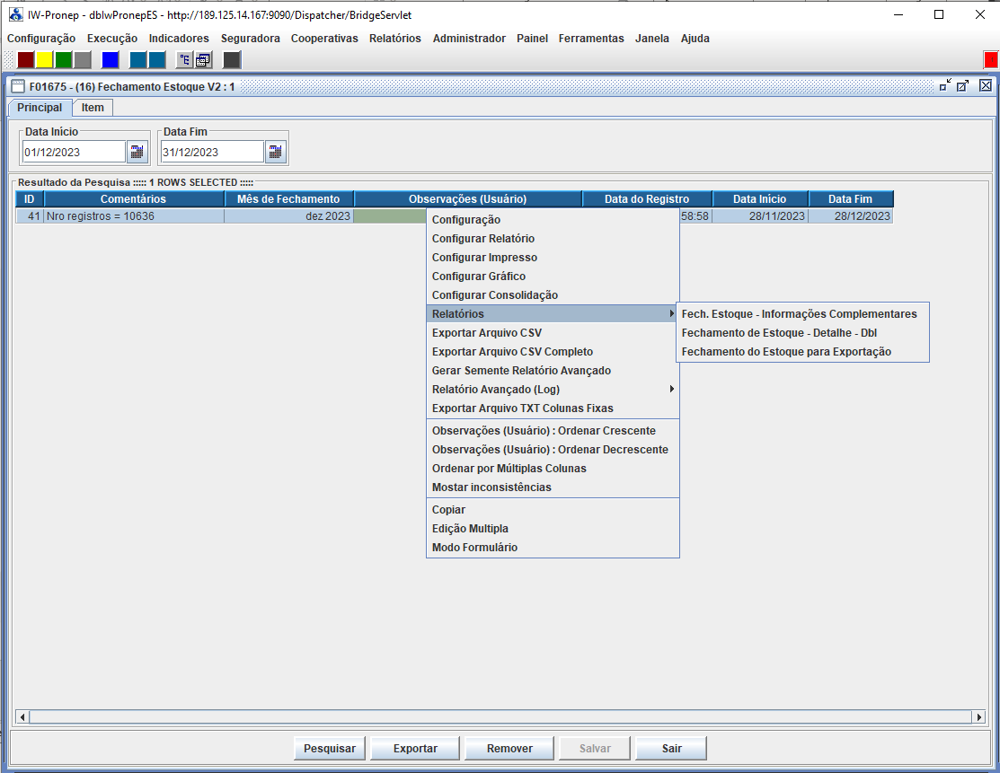 IW-Pronep - dbIwPronepES - http://189.125.14.167:9090/Dispatcher/BridgeServlet
Configuração Execução Indicadores Seguradora Cooperativas Relatórios Administrador Painel Ferramentas Janela Ajuda
F01675 - (16) Fechamento Estoque V2 : 1
Principal Item
Data Início Data Fim
01/12/2023 31/12/2023
Resultado da Pesquisa ::::: 1 ROWS SELECTED :::::
ID Comentários Mês de Fechamento Observações (Usuário) Data do Registro Data Início Data Fim
41 Nro registros = 10636 dez 2023 58:58 28/11/2023 28/12/2023
Configuração
Configurar Relatório
Configurar Impresso
Configurar Gráfico
Configurar Consolidação
Relatórios
Fech. Estoque - Informações Complementares
Fechamento de Estoque - Detalhe - Dbl
Fechamento do Estoque para Exportação
Exportar Arquivo CSV
Exportar Arquivo CSV Completo
Gerar Semente Relatório Avançado
Relatório Avançado (Log)
Exportar Arquivo TXT Colunas Fixas
Observações (Usuário) : Ordenar Crescente
Observações (Usuário) : Ordenar Decrescente
Ordenar por Múltiplas Colunas
Mostar inconsistências
Copiar
Edição Multipla
Modo Formulário
Pesquisar Exportar Remover Salvar Sair